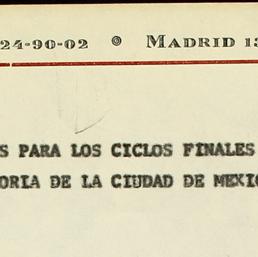 24-90-02 ⊙ MADRID 13
S PARA LOS CICLOS FINALES
ORIA DE LA CIUDAD DE MEXIC